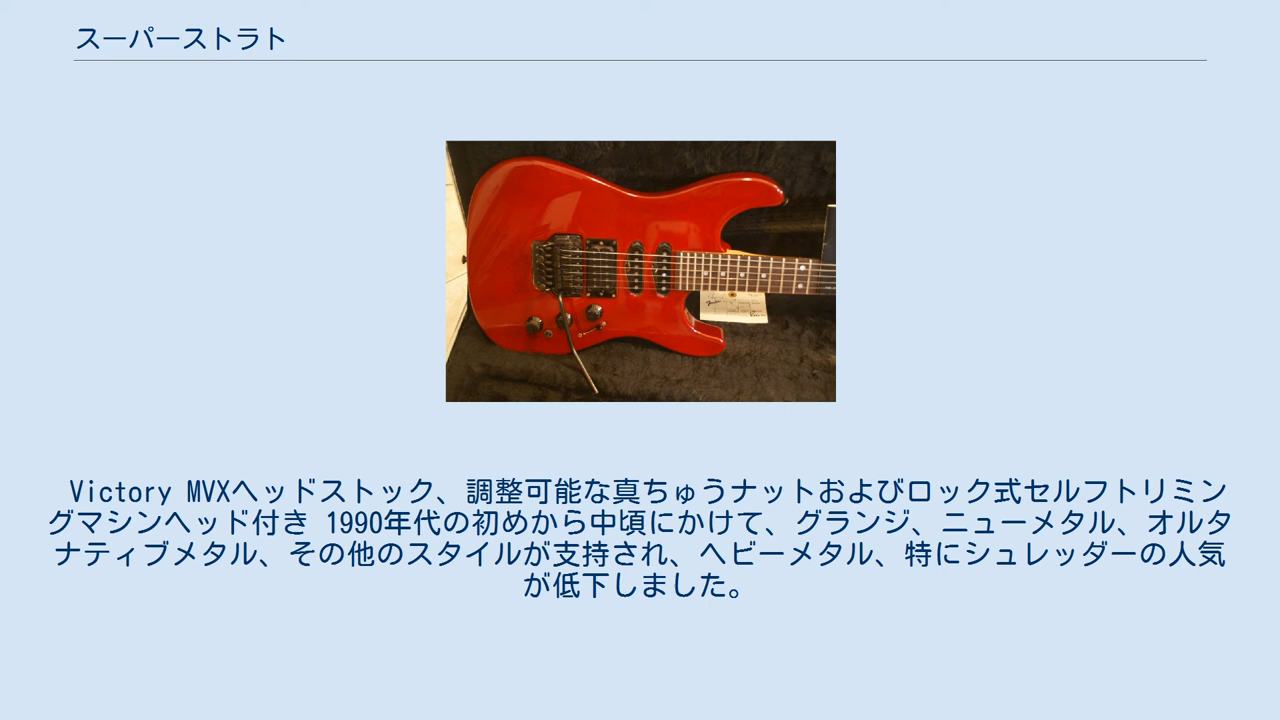 スーパーストラト
Victory MVXヘッドストック、調整可能な真ちゅうナットおよびロック式セルフトリミン
グマシンヘッド付き 1990年代の初めから中頃にかけて、グランジ、ニューメタル、オルタ
ナティブメタル、その他のスタイルが支持され、ヘビーメタル、特にシュレッダーの人気
が低下しました。